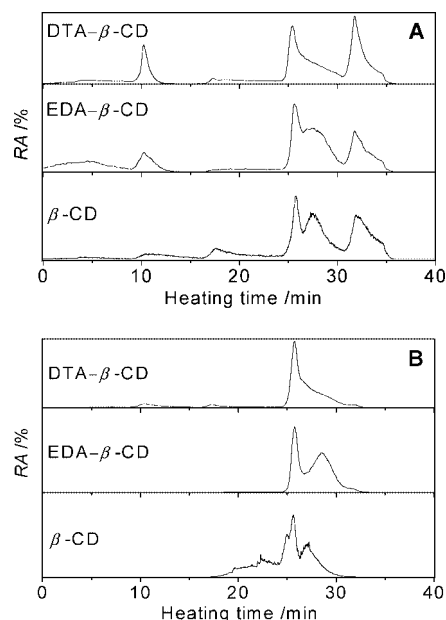 A
DTA–β–CD
EDA–β–CD
β-CD
RA /%
0 10 20 30 40
Heating time /min
B
DTA–β–CD
EDA–β–CD
β-CD
RA /%
0 10 20 30 40
Heating time /min